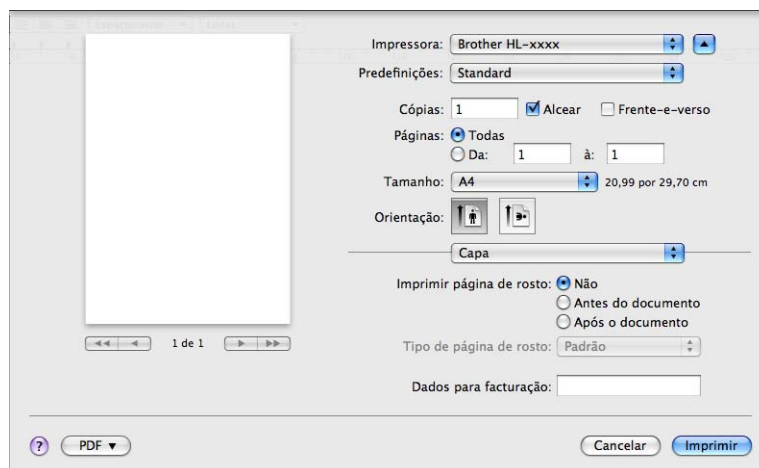 Impressora: Brother HL-xxxx
Predefinições: Standard
Cópias: 1 Alcear Frente-e-verso
Páginas: Todas
Da: 1 à: 1
Tamanho: A4 20,99 por 29,70 cm
Orientação:
Capa
Imprimir página de rosto: Não
Antes do documento
Após o documento
1 de 1
Tipo de página de rosto: Padrão
Dados para facturação:
? PDF Cancelar Imprimir